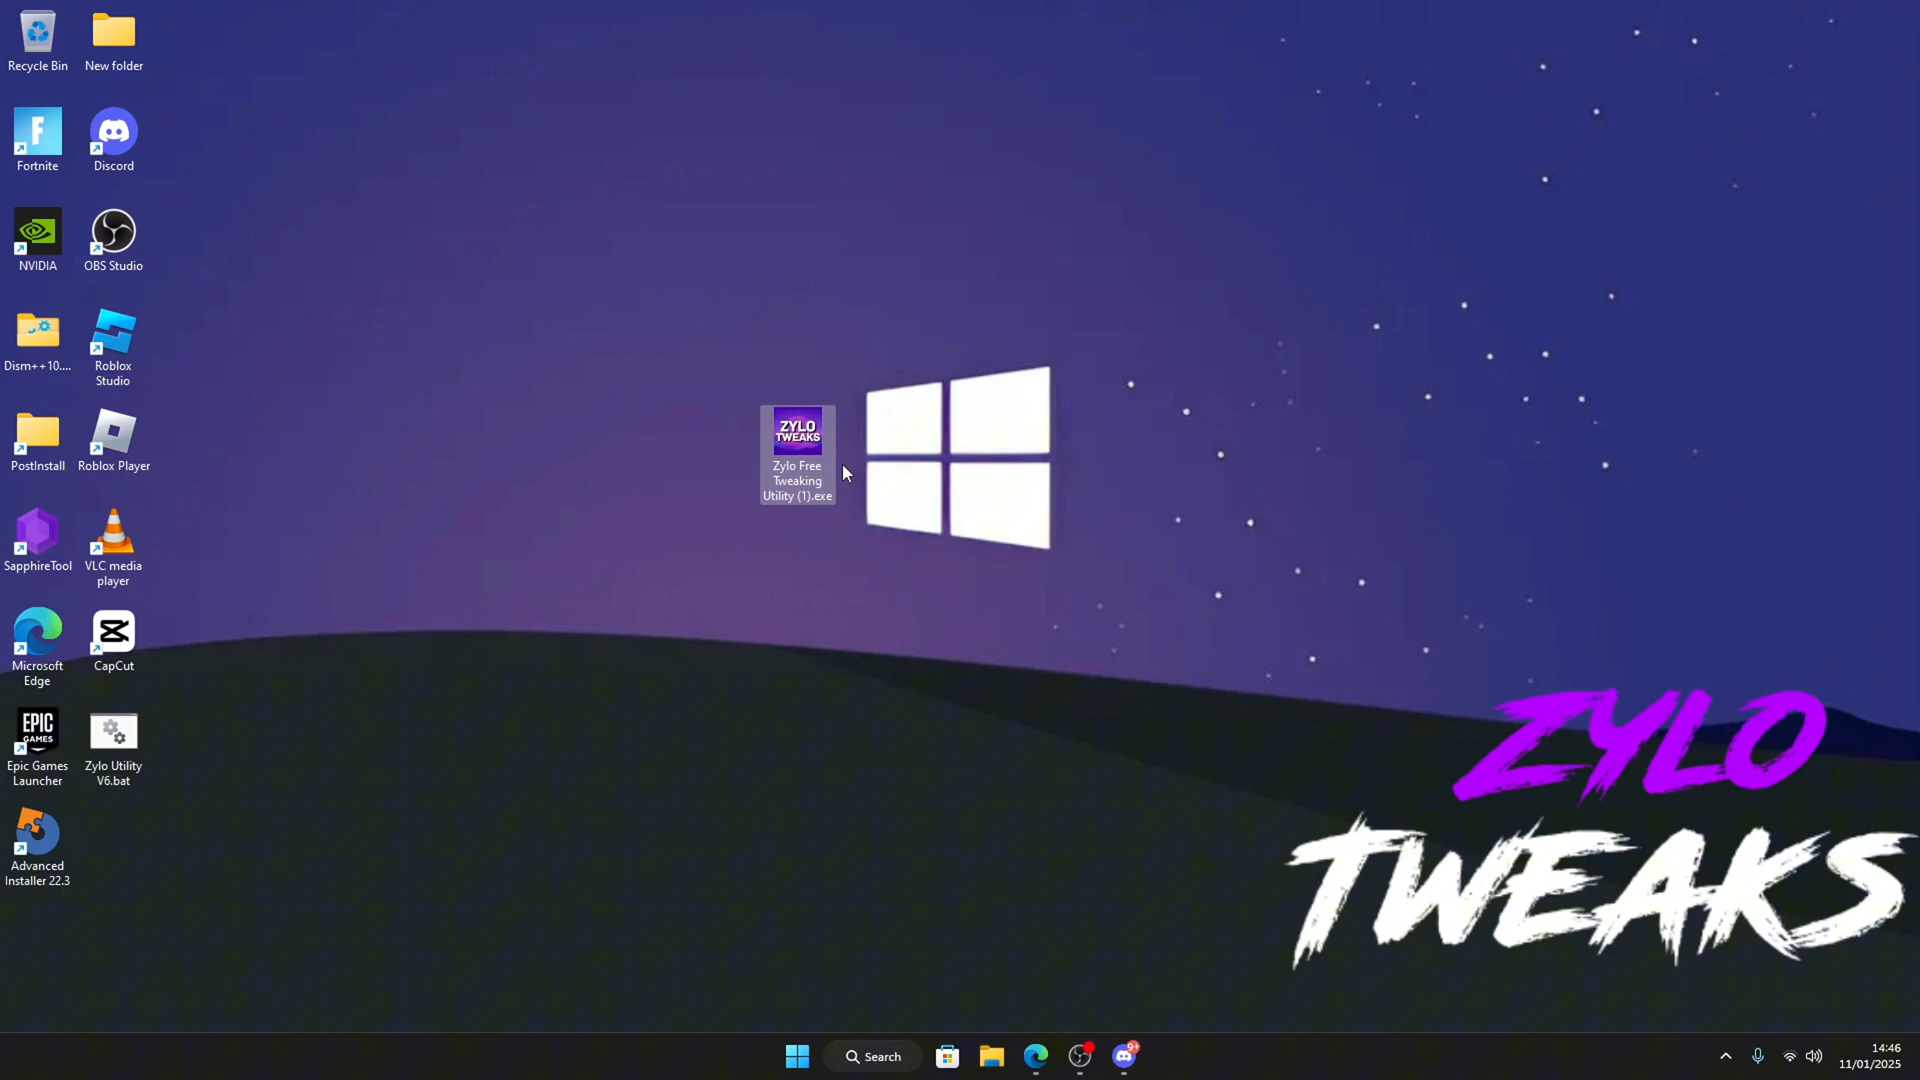 Recycle Bin
New folder
F
Fortnite
Discord
NVIDIA
OBS Studio
Dism++10....
Roblox
Studio
PostInstall
Roblox Player
SapphireTool
VLC media
player
Microsoft
Edge
CapCut
EPIC
GAMES
Epic Games
Launcher
Zylo Utility
V6.bat
Advanced
Installer 22.3
ZYLO
TWEAKS
Zylo Free
Tweaking
Utility (1).exe
ZYLO
TWEAKS
Search
9+
14:46
11/01/2025